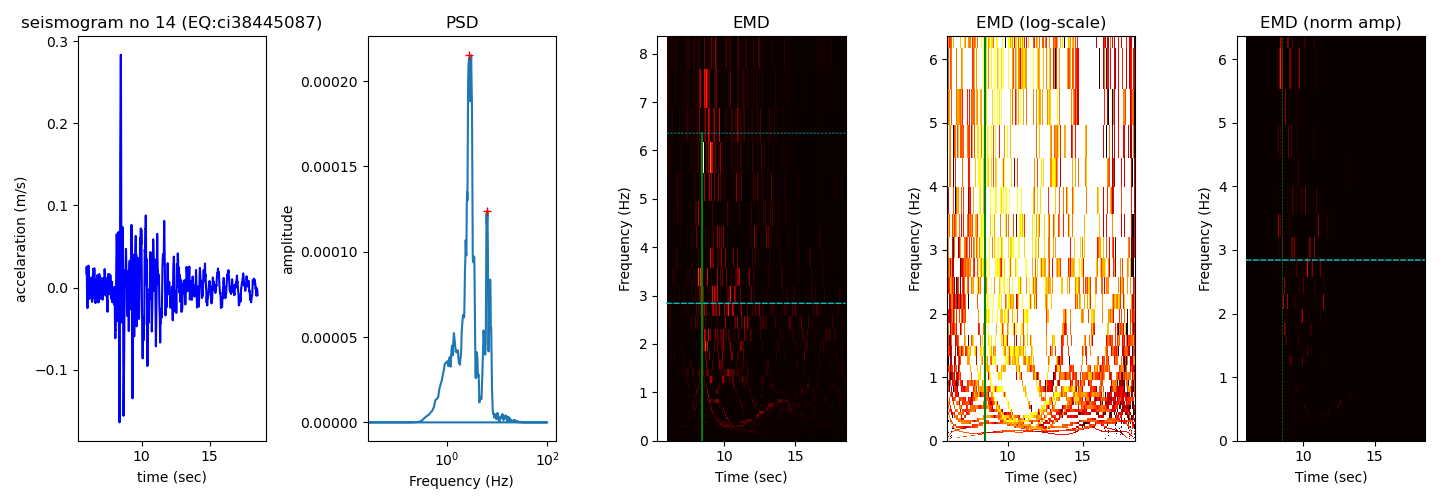 seismogram no 14 (EQ:ci38445087)
accelaration (m/s)
0.3
0.2
0.1
0.0
−0.1
10
15
time (sec)
PSD
amplitude
0.00020
0.00015
0.00010
0.00005
0.00000
10⁰
10²
Frequency (Hz)
EMD
Frequency (Hz)
8
7
6
5
4
3
2
1
0
10
15
Time (sec)
EMD (log-scale)
Frequency (Hz)
6
5
4
3
2
1
0
10
15
Time (sec)
EMD (norm amp)
Frequency (Hz)
6
5
4
3
2
1
0
10
15
Time (sec)